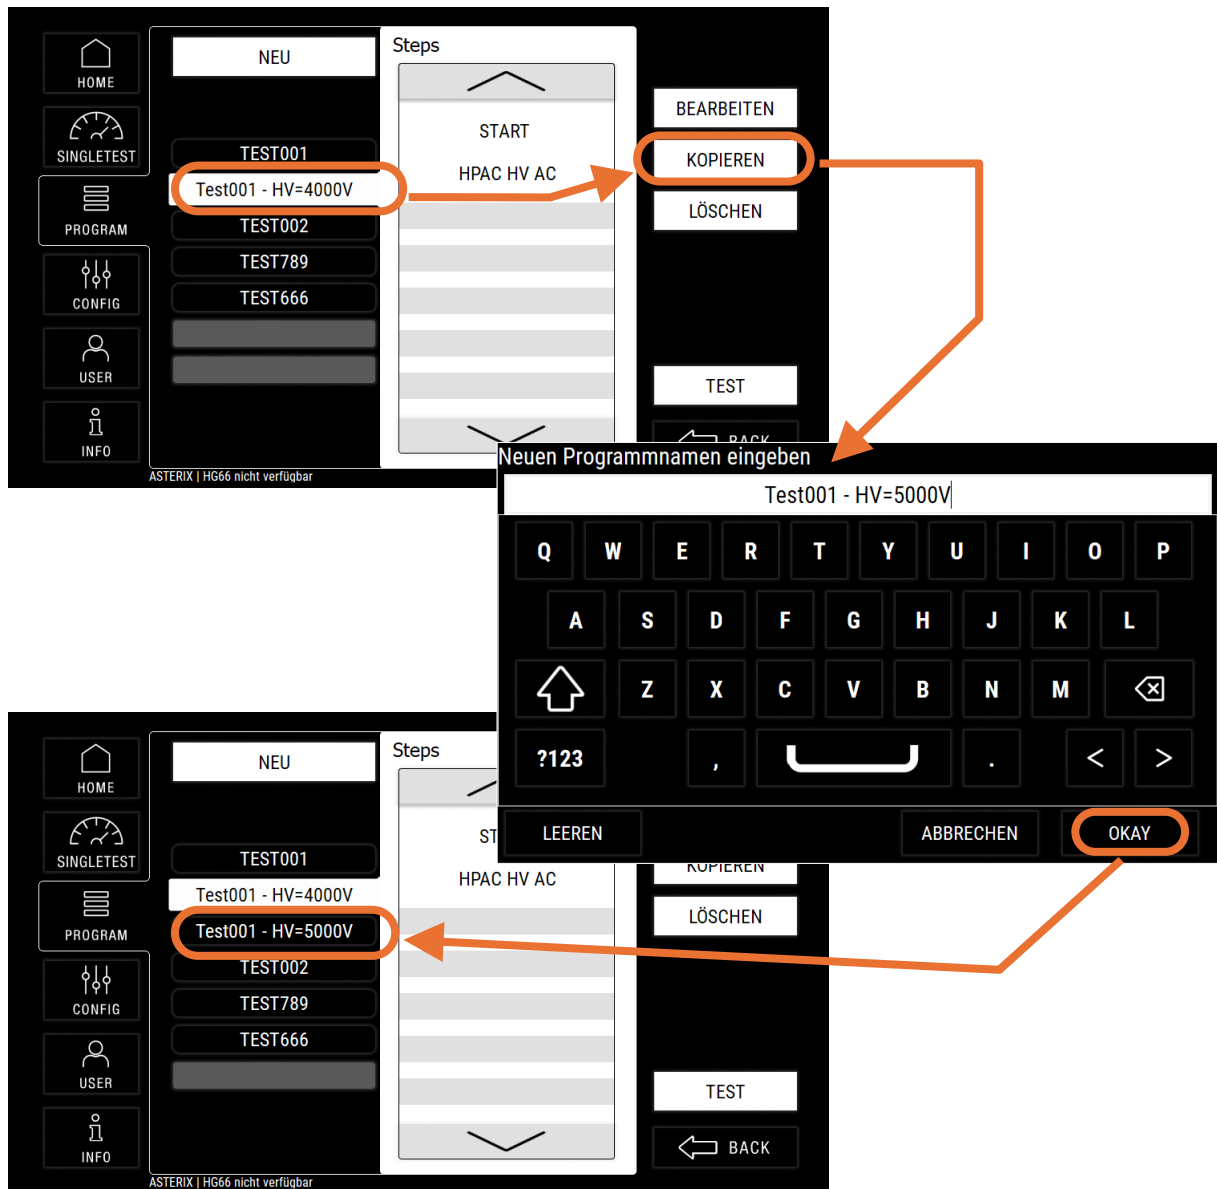 HOME
SINGLETEST
PROGRAM
CONFIG
USER
INFO
NEU
TEST001
Test001 - HV=4000V
TEST002
TEST789
TEST666
Steps
START
HPAC HV AC
BEARBEITEN
KOPIEREN
LÖSCHEN
TEST
BACK
ASTERIX | HG66 nicht verfügbar
Neuen Programmnamen eingeben
Test001 - HV=5000V
Q W E R T Y U I O P
A S D F G H J K L
Z X C V B N M
?123 , . < >
LEEREN
ABBRECHEN
OKAY
HOME
SINGLETEST
PROGRAM
CONFIG
USER
INFO
NEU
TEST001
Test001 - HV=4000V
Test001 - HV=5000V
TEST002
TEST789
TEST666
Steps
ST
HPAC HV AC
KOPIEREN
LÖSCHEN
TEST
BACK
ASTERIX | HG66 nicht verfügbar